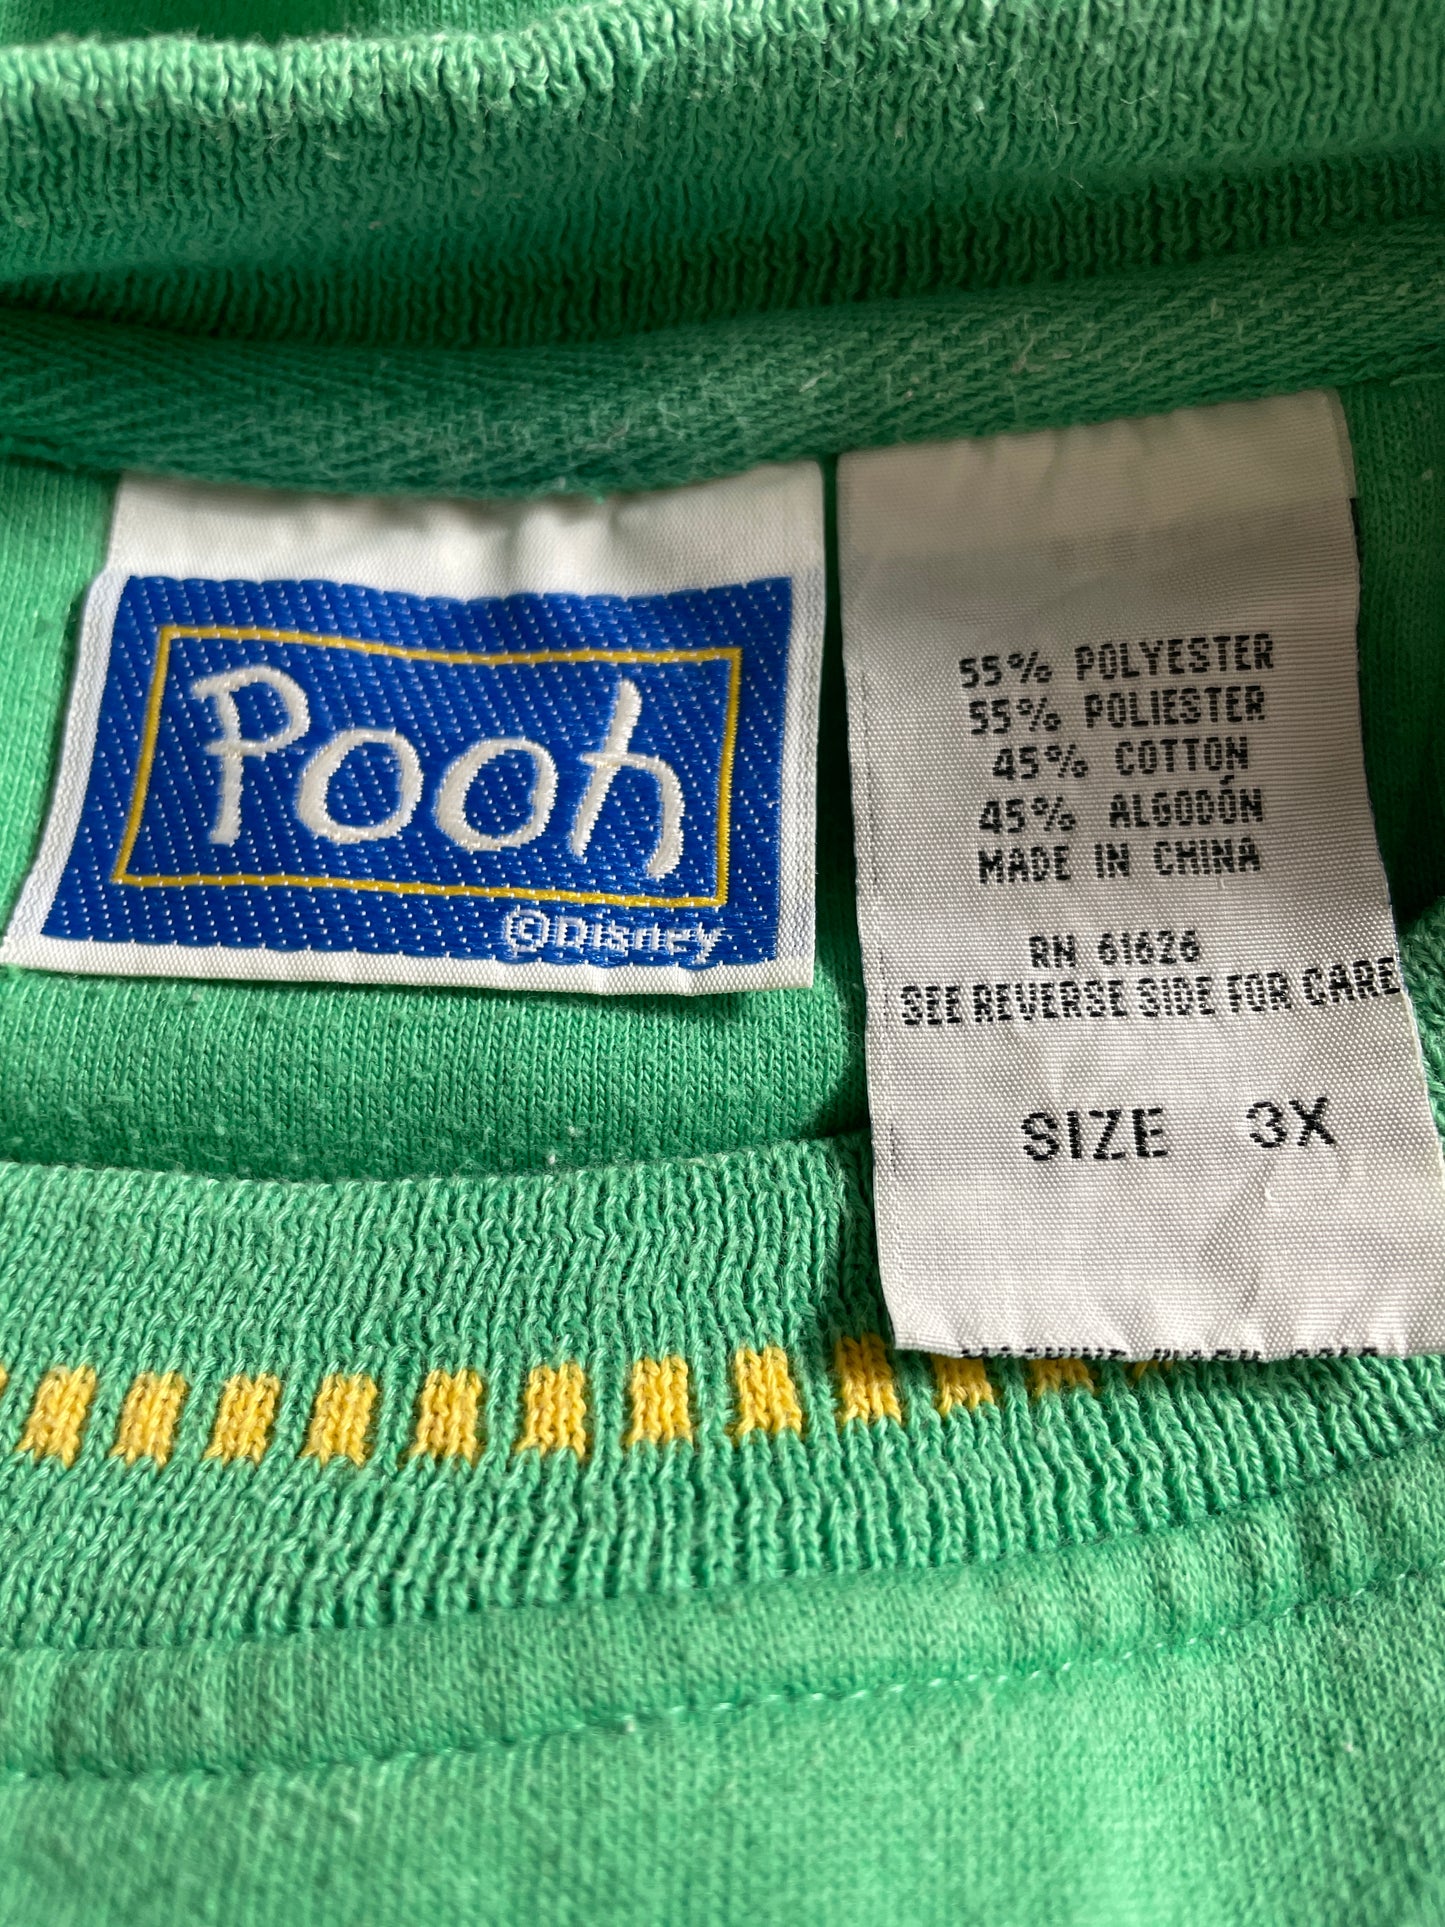 Pooh
©Disney
55% POLYESTER
55% POLIESTER
45% COTTON
45% ALGODÓN
MADE IN CHINA
RN 61626
SEE REVERSE SIDE FOR CARE
SIZE 3X